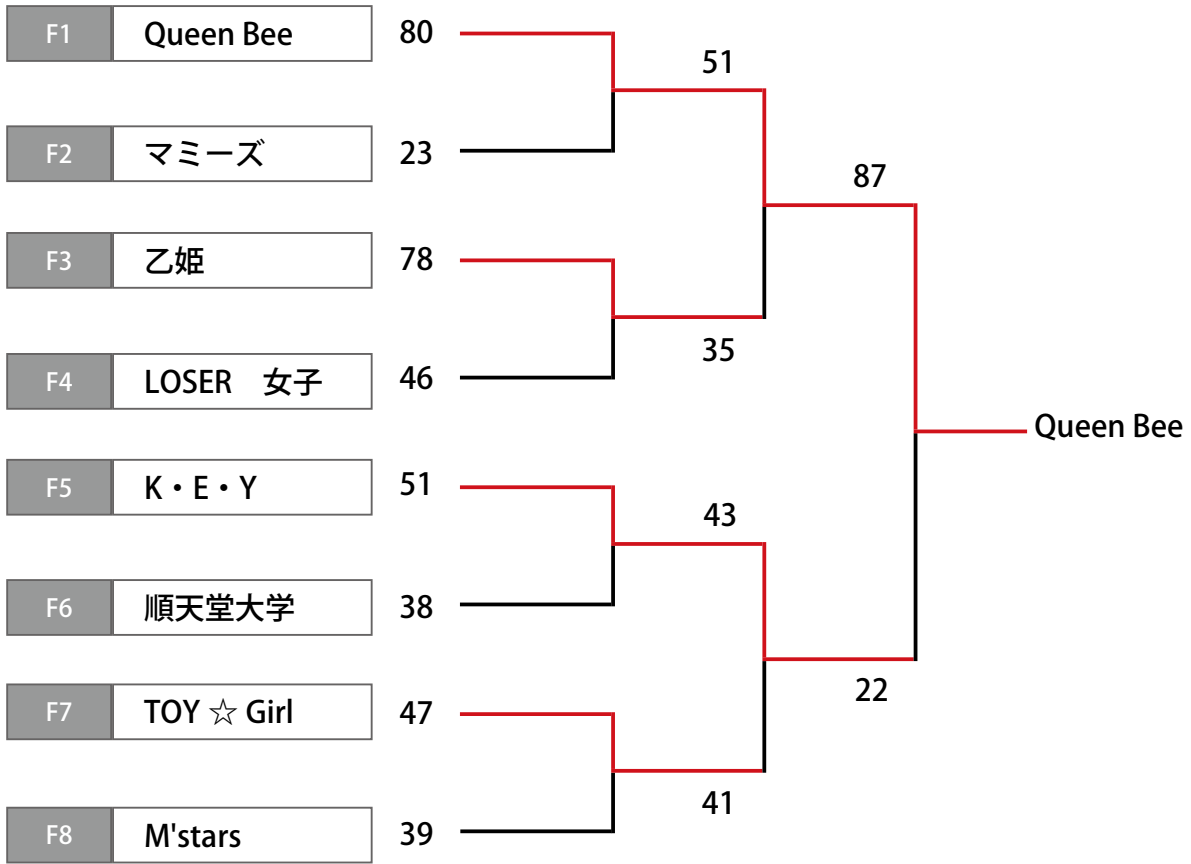 F1 Queen Bee 80
51
F2 マミーズ 23
87
F3 乙姫 78
35
F4 LOSER　女子 46
Queen Bee
F5 K・E・Y 51
43
F6 順天堂大学 38
22
F7 TOY ☆ Girl 47
41
F8 M'stars 39